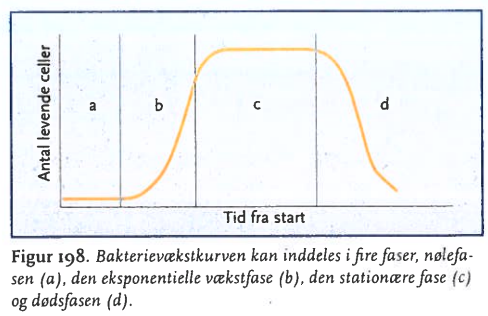 Antal levende celler
a
b
c
d
Tid fra start
Figur 198. Bakterievækstkurven kan inddeles i fire faser, nølefa-
sen (a), den eksponentielle vækstfase (b), den stationære fase (c)
og dødsfasen (d).